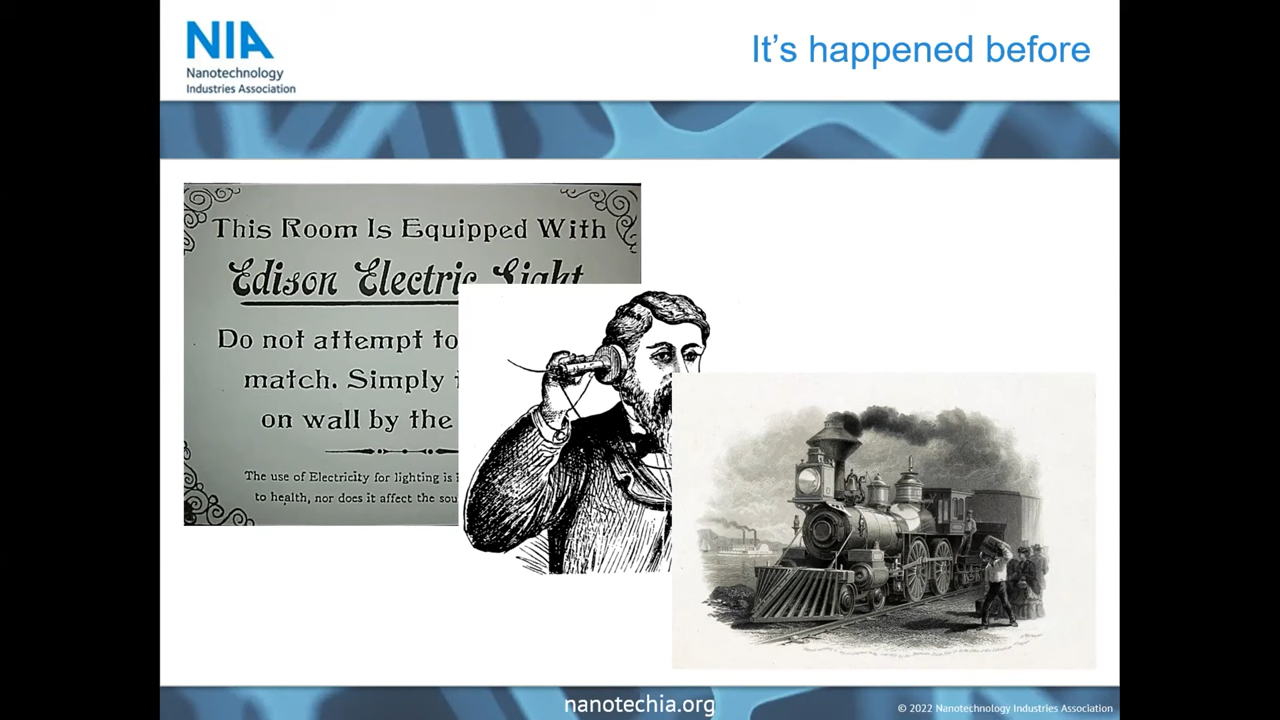 NIA
Nanotechnology
Industries Association
It's happened before
This Room Is Equipped With
Edison Electric Light
Do not attempt to
match. Simply
on wall by the
The use of Electricity for lighting is
to health, nor does it affect the sou
nanotechia.org
© 2022 Nanotechnology Industries Association